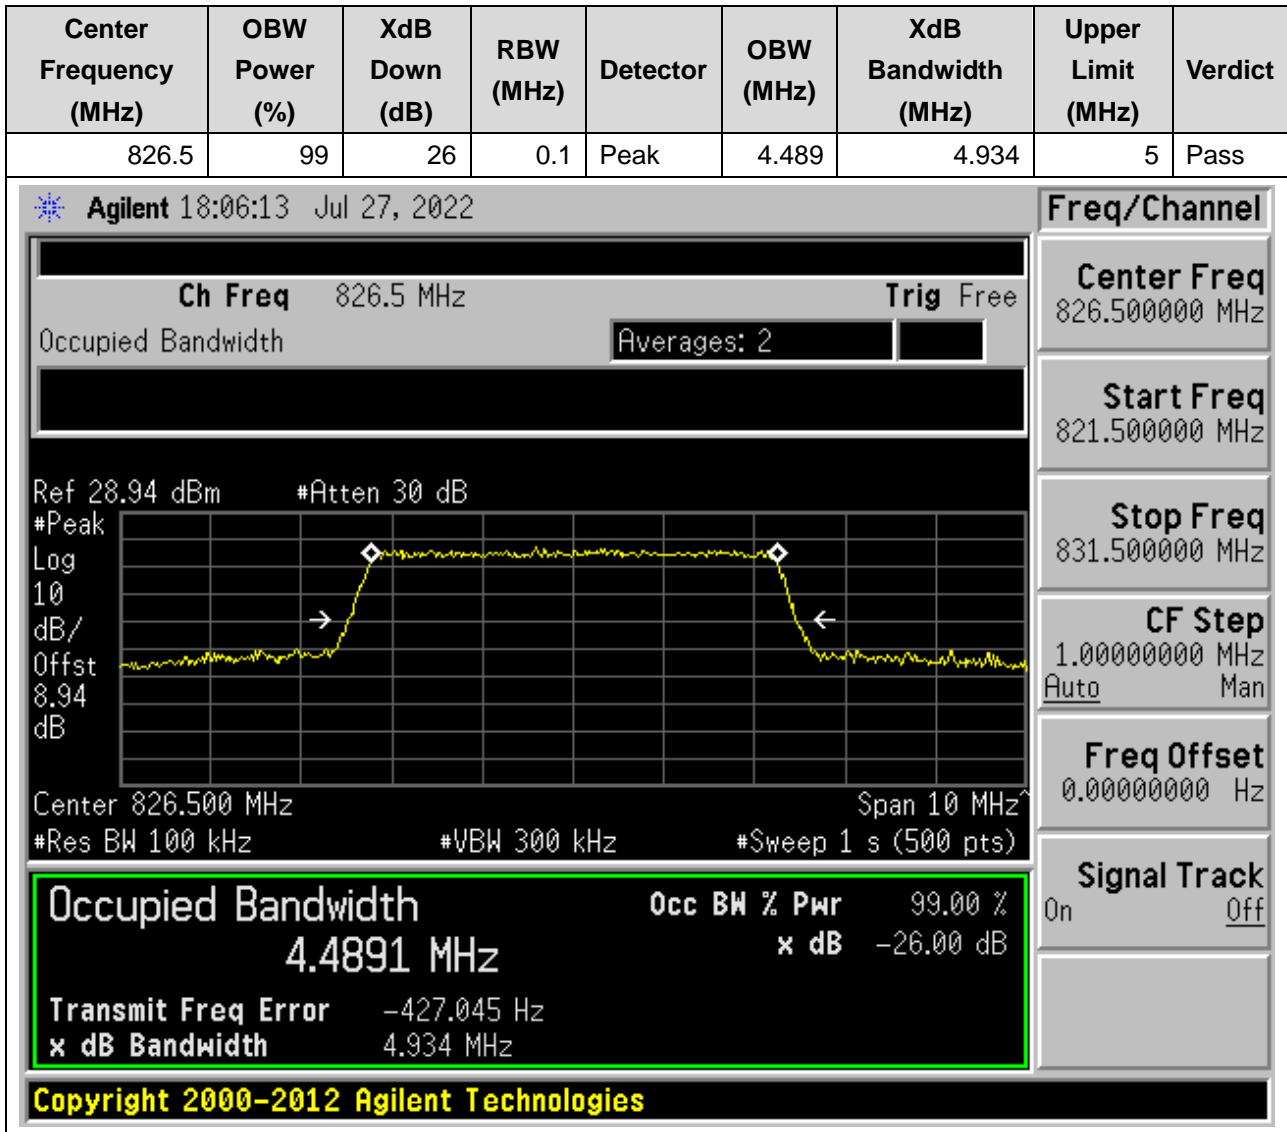 Center Frequency (MHz) OBW Power (%) XdB Down (dB) RBW (MHz) Detector OBW (MHz) XdB Bandwidth (MHz) Upper Limit (MHz) Verdict
826.5 99 26 0.1 Peak 4.489 4.934 5 Pass
Agilent 18:06:13 Jul 27, 2022
Freq/Channel
Ch Freq 826.5 MHz Trig Free
Occupied Bandwidth Averages: 2
Center Freq
826.500000 MHz
Start Freq
821.500000 MHz
Stop Freq
831.500000 MHz
CF Step
1.00000000 MHz
Auto Man
Freq Offset
0.00000000 Hz
Signal Track
On Off
Ref 28.94 dBm #Atten 30 dB
#Peak
Log
10
dB/
Offst
8.94
dB
Center 826.500 MHz Span 10 MHz^
#Res BW 100 kHz #VBW 300 kHz #Sweep 1 s (500 pts)
Occupied Bandwidth Occ BW % Pwr 99.00 %
4.4891 MHz x dB -26.00 dB
Transmit Freq Error -427.045 Hz
x dB Bandwidth 4.934 MHz
Copyright 2000-2012 Agilent Technologies